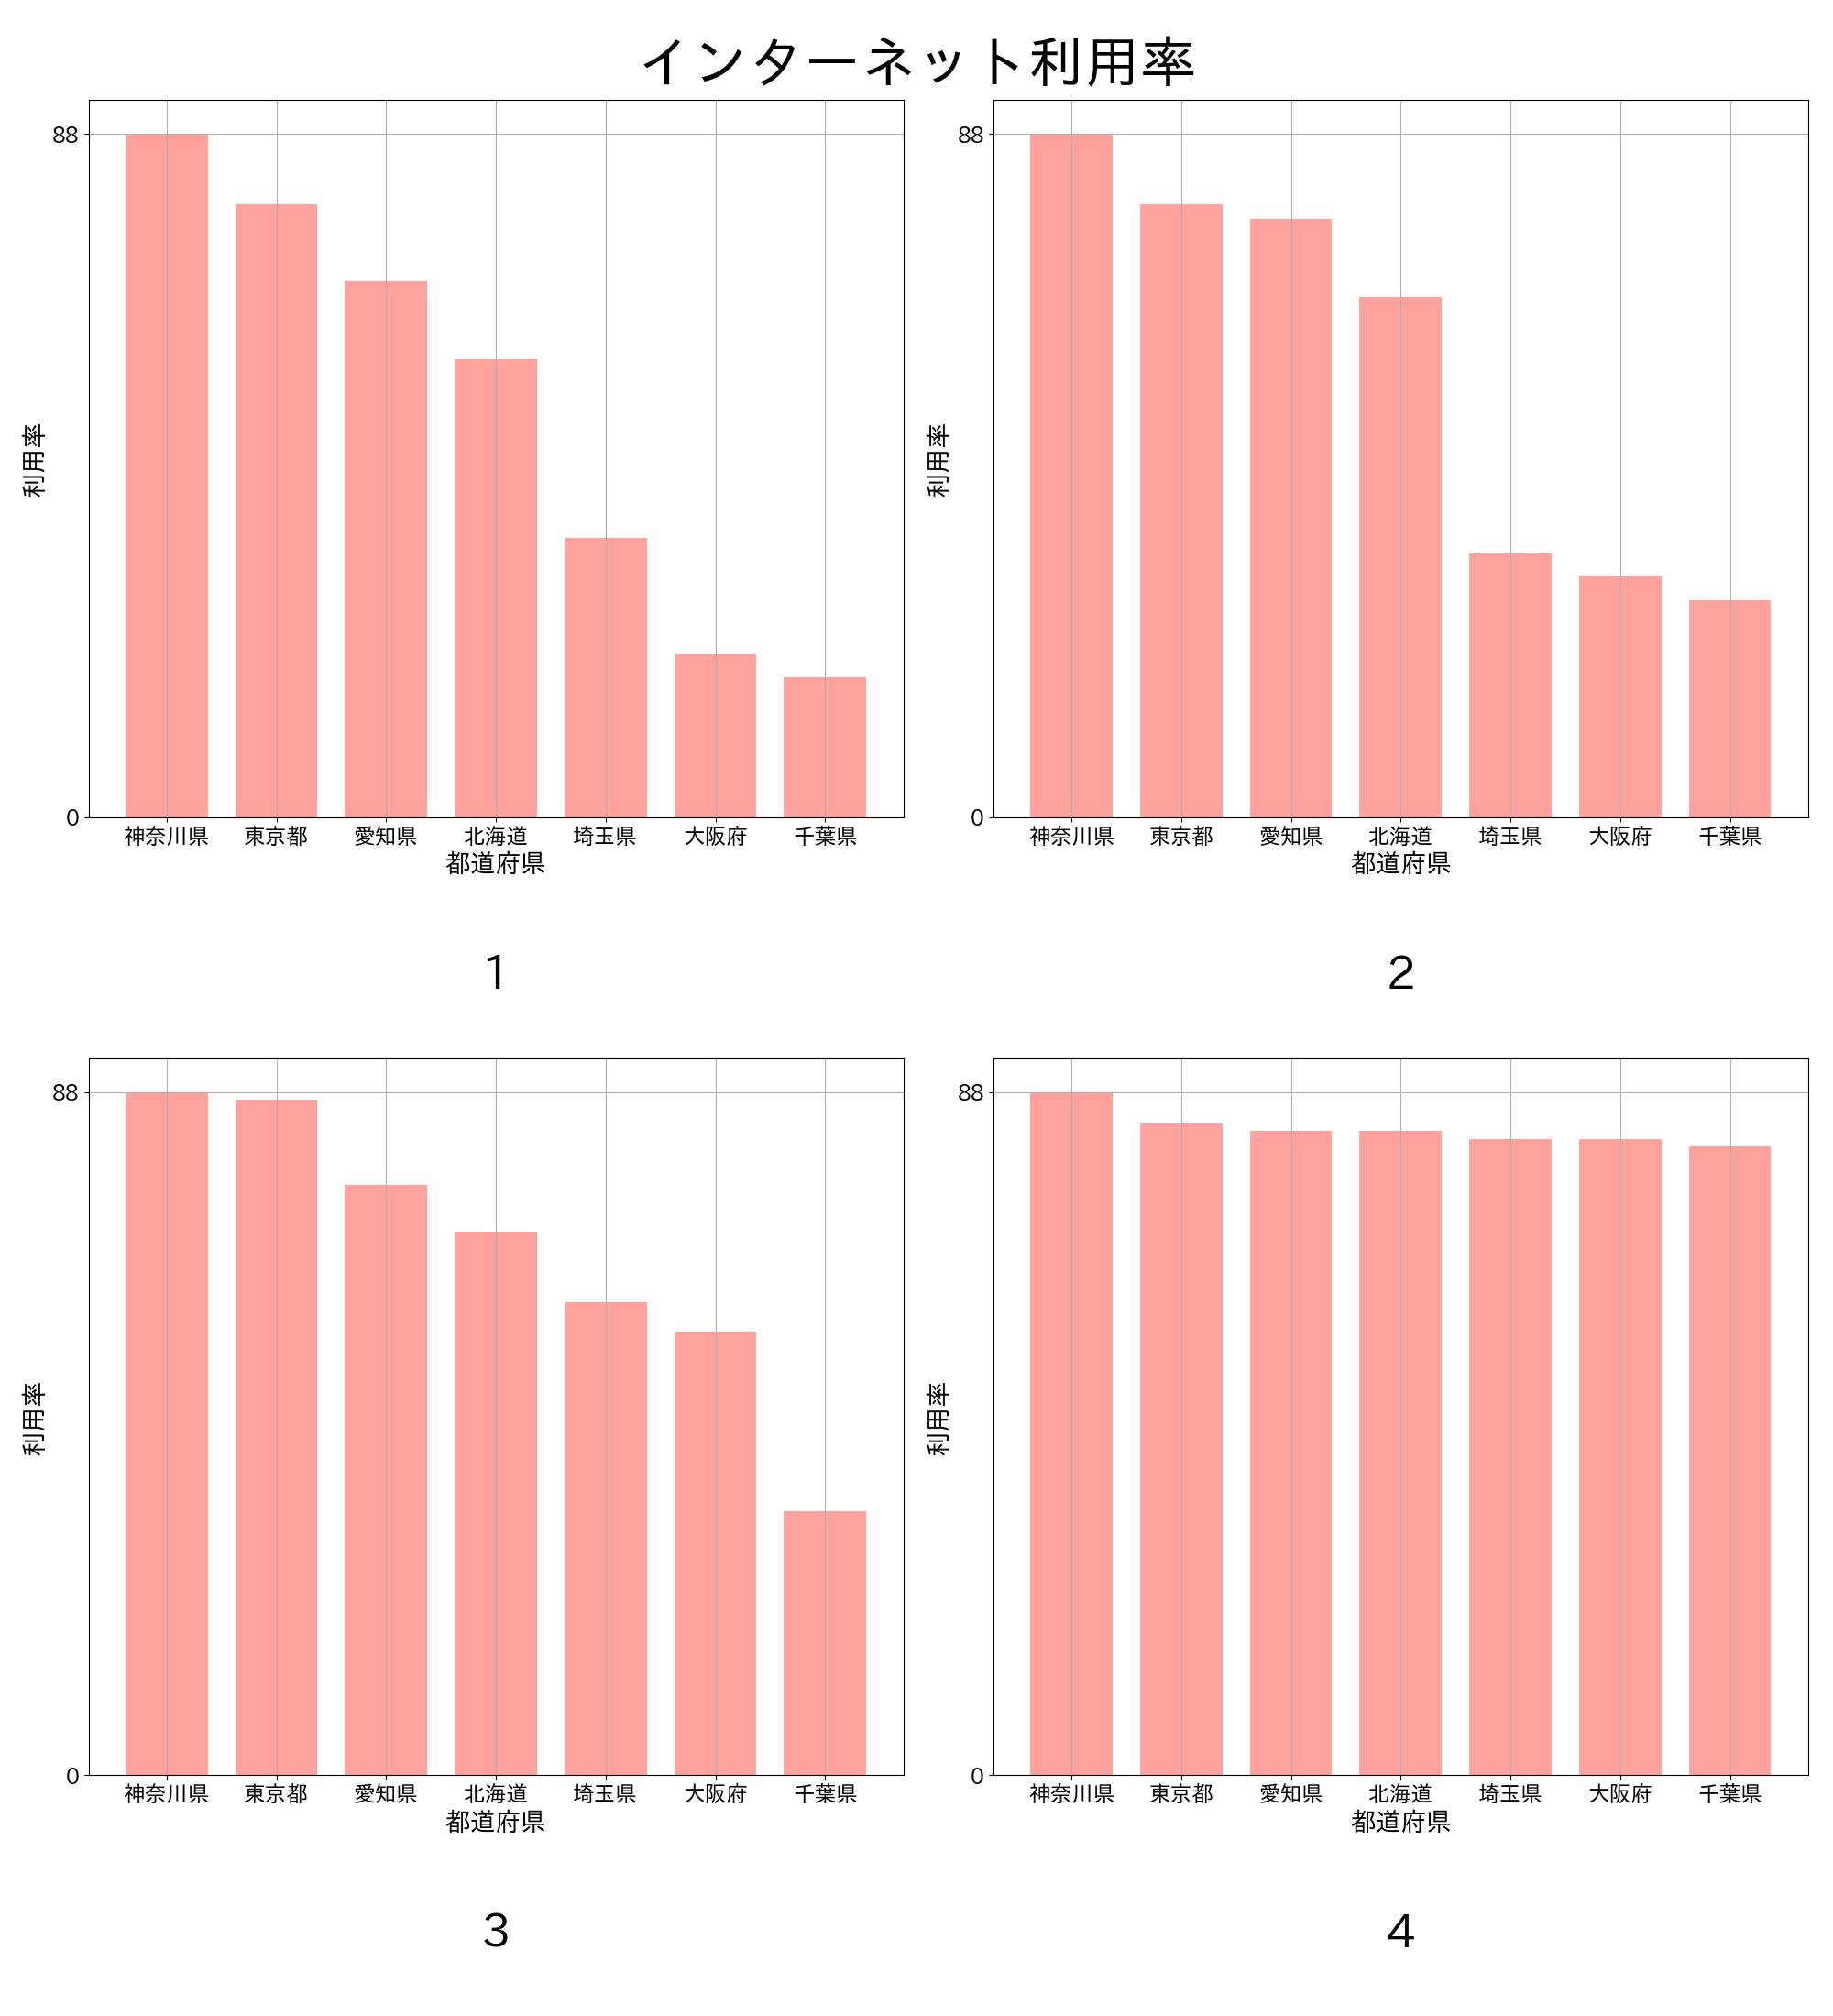 インターネット利用率
88
0
利用率
神奈川県 東京都 愛知県 北海道 埼玉県 大阪府 千葉県
都道府県
1
88
0
利用率
神奈川県 東京都 愛知県 北海道 埼玉県 大阪府 千葉県
都道府県
2
88
0
利用率
神奈川県 東京都 愛知県 北海道 埼玉県 大阪府 千葉県
都道府県
3
88
0
利用率
神奈川県 東京都 愛知県 北海道 埼玉県 大阪府 千葉県
都道府県
4